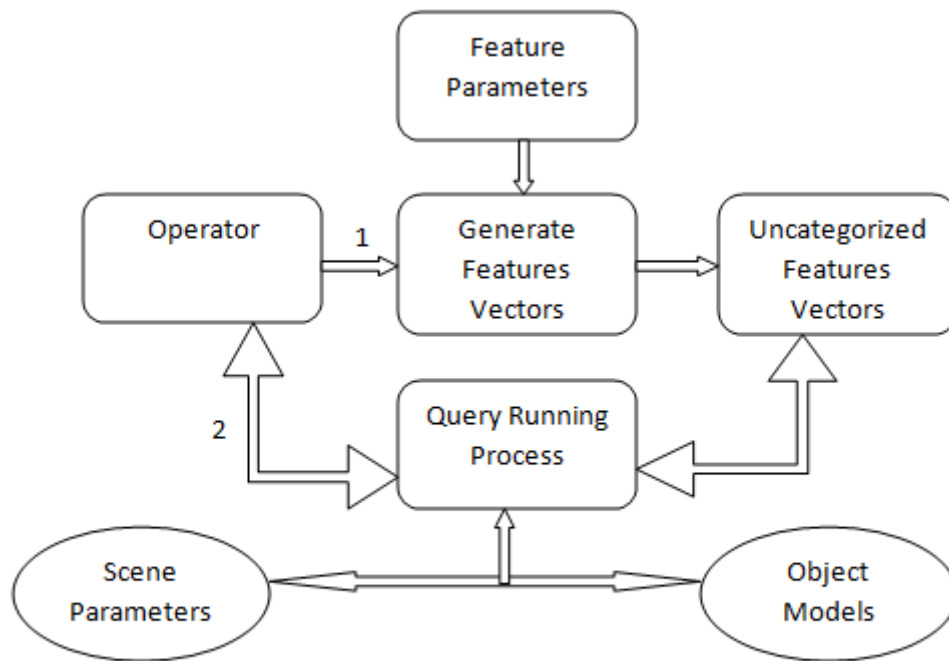 Feature
Parameters
Operator
1
Generate
Features
Vectors
Uncategorized
Features
Vectors
2
Query Running
Process
Scene
Parameters
Object
Models